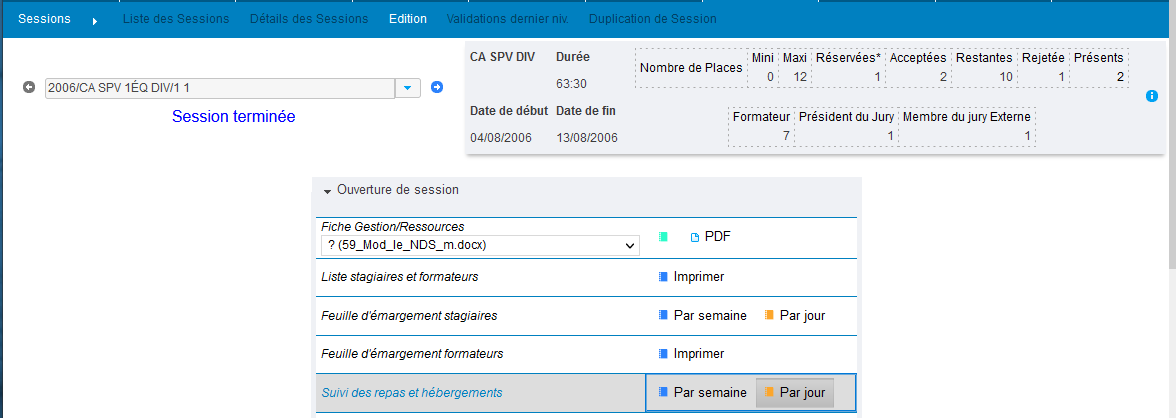 Sessions Liste des Sessions Détails des Sessions Edition Validations dernier niv. Duplication de Session
2006/CA SPV 1ÉQ DIV/1 1
Session terminée
CA SPV DIV Durée
63:30
Date de début Date de fin
04/08/2006 13/08/2006
Nombre de Places Mini Maxi Réservées* Acceptées Restantes Rejetée Présents
0 12 1 2 10 1 2
Formateur Président du Jury Membre du jury Externe
7 1 1
Ouverture de session
Fiche Gestion/Ressources
? (59_Mod_le_NDS_m.docx) PDF
Liste stagiaires et formateurs Imprimer
Feuille d'émargement stagiaires Par semaine Par jour
Feuille d'émargement formateurs Imprimer
Suivi des repas et hébergements Par semaine Par jour